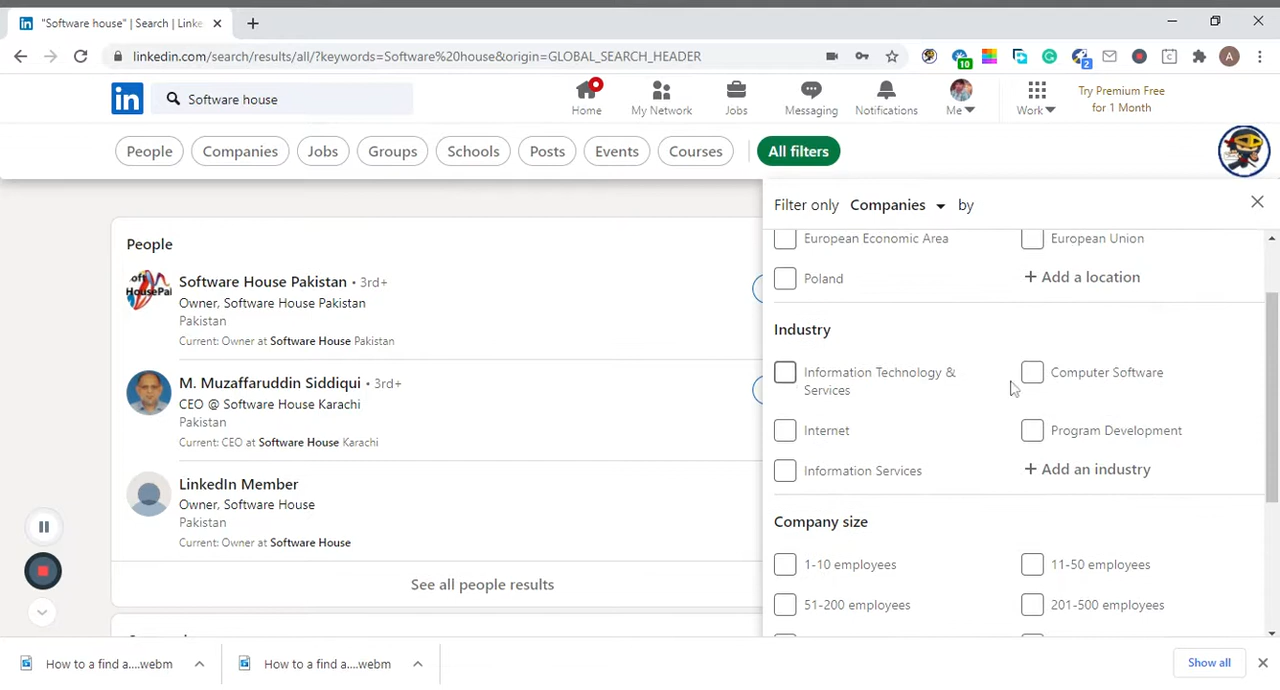 "Software house" | Search | Linke
linkedin.com/search/results/all/?keywords=Software%20house&origin=GLOBAL_SEARCH_HEADER
10
2
A
in
Software house
Home
My Network
Jobs
Messaging
Notifications
Me
Work
Try Premium Free
for 1 Month
People
Companies
Jobs
Groups
Schools
Posts
Events
Courses
All filters
Filter only Companies by
European Economic Area
European Union
Poland
+ Add a location
Industry
Information Technology &
Services
Computer Software
Internet
Program Development
Information Services
+ Add an industry
Company size
1-10 employees
11-50 employees
51-200 employees
201-500 employees
People
Software House Pakistan • 3rd+
Owner, Software House Pakistan
Pakistan
Current: Owner at Software House Pakistan
M. Muzaffaruddin Siddiqui • 3rd+
CEO @ Software House Karachi
Pakistan
Current: CEO at Software House Karachi
LinkedIn Member
Owner, Software House
Pakistan
Current: Owner at Software House
See all people results
How to a find a....webm
How to a find a....webm
Show all